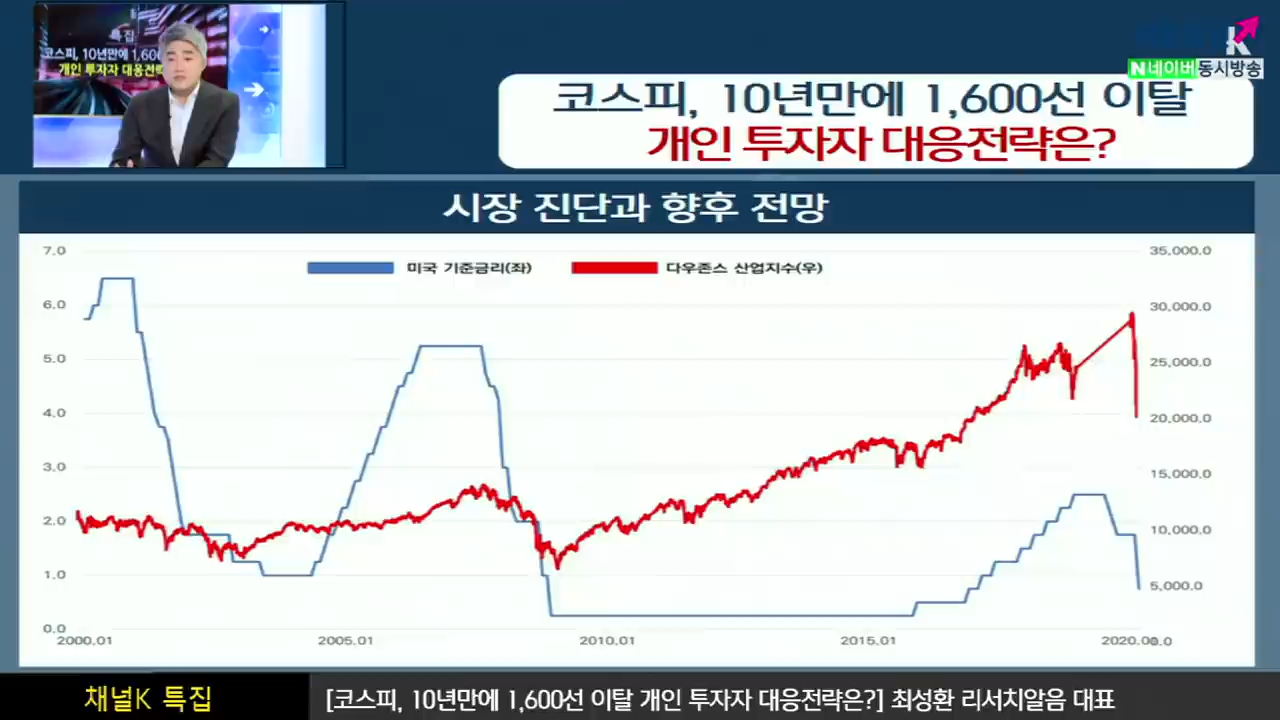 특집
코스피, 10년만에 1,60
개인 투자자 대응전략
K
N 네이버 동시방송
코스피, 10년만에 1,600선 이탈
개인 투자자 대응전략은?
시장 진단과 향후 전망
미국 기준금리(좌)
다우존스 산업지수(우)
7.0
6.0
5.0
4.0
3.0
2.0
1.0
0.0
35,000.0
30,000.0
25,000.0
20,000.0
15,000.0
10,000.0
5,000.0
2000.01
2005.01
2010.01
2015.01
채널K 특집
[코스피, 10년만에 1,600선 이탈 개인 투자자 대응전략은?] 최성환 리서치알음 대표